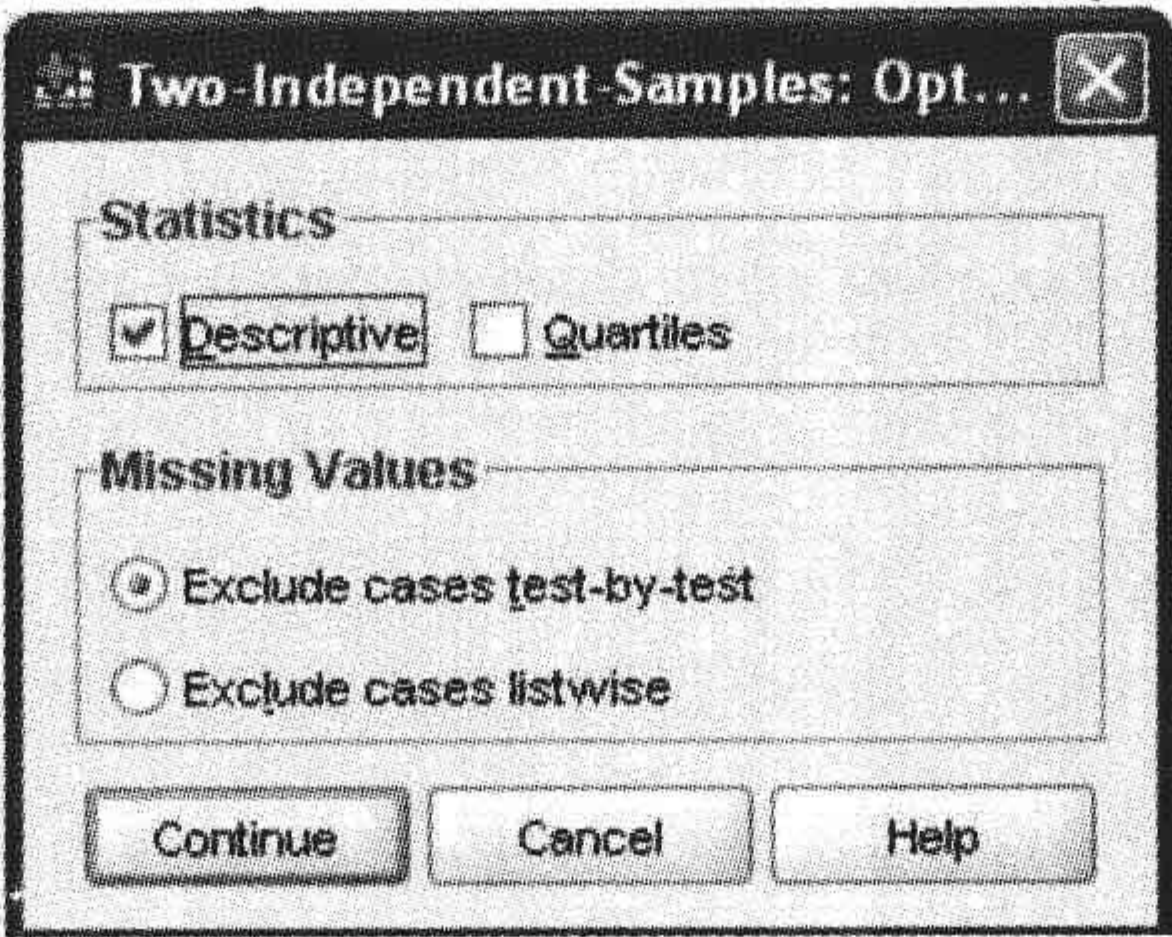 Two-Independent-Samples: Opt...
Statistics
Descriptive Quartiles
Missing Values
Exclude cases test-by-test
Exclude cases listwise
Continue Cancel Help